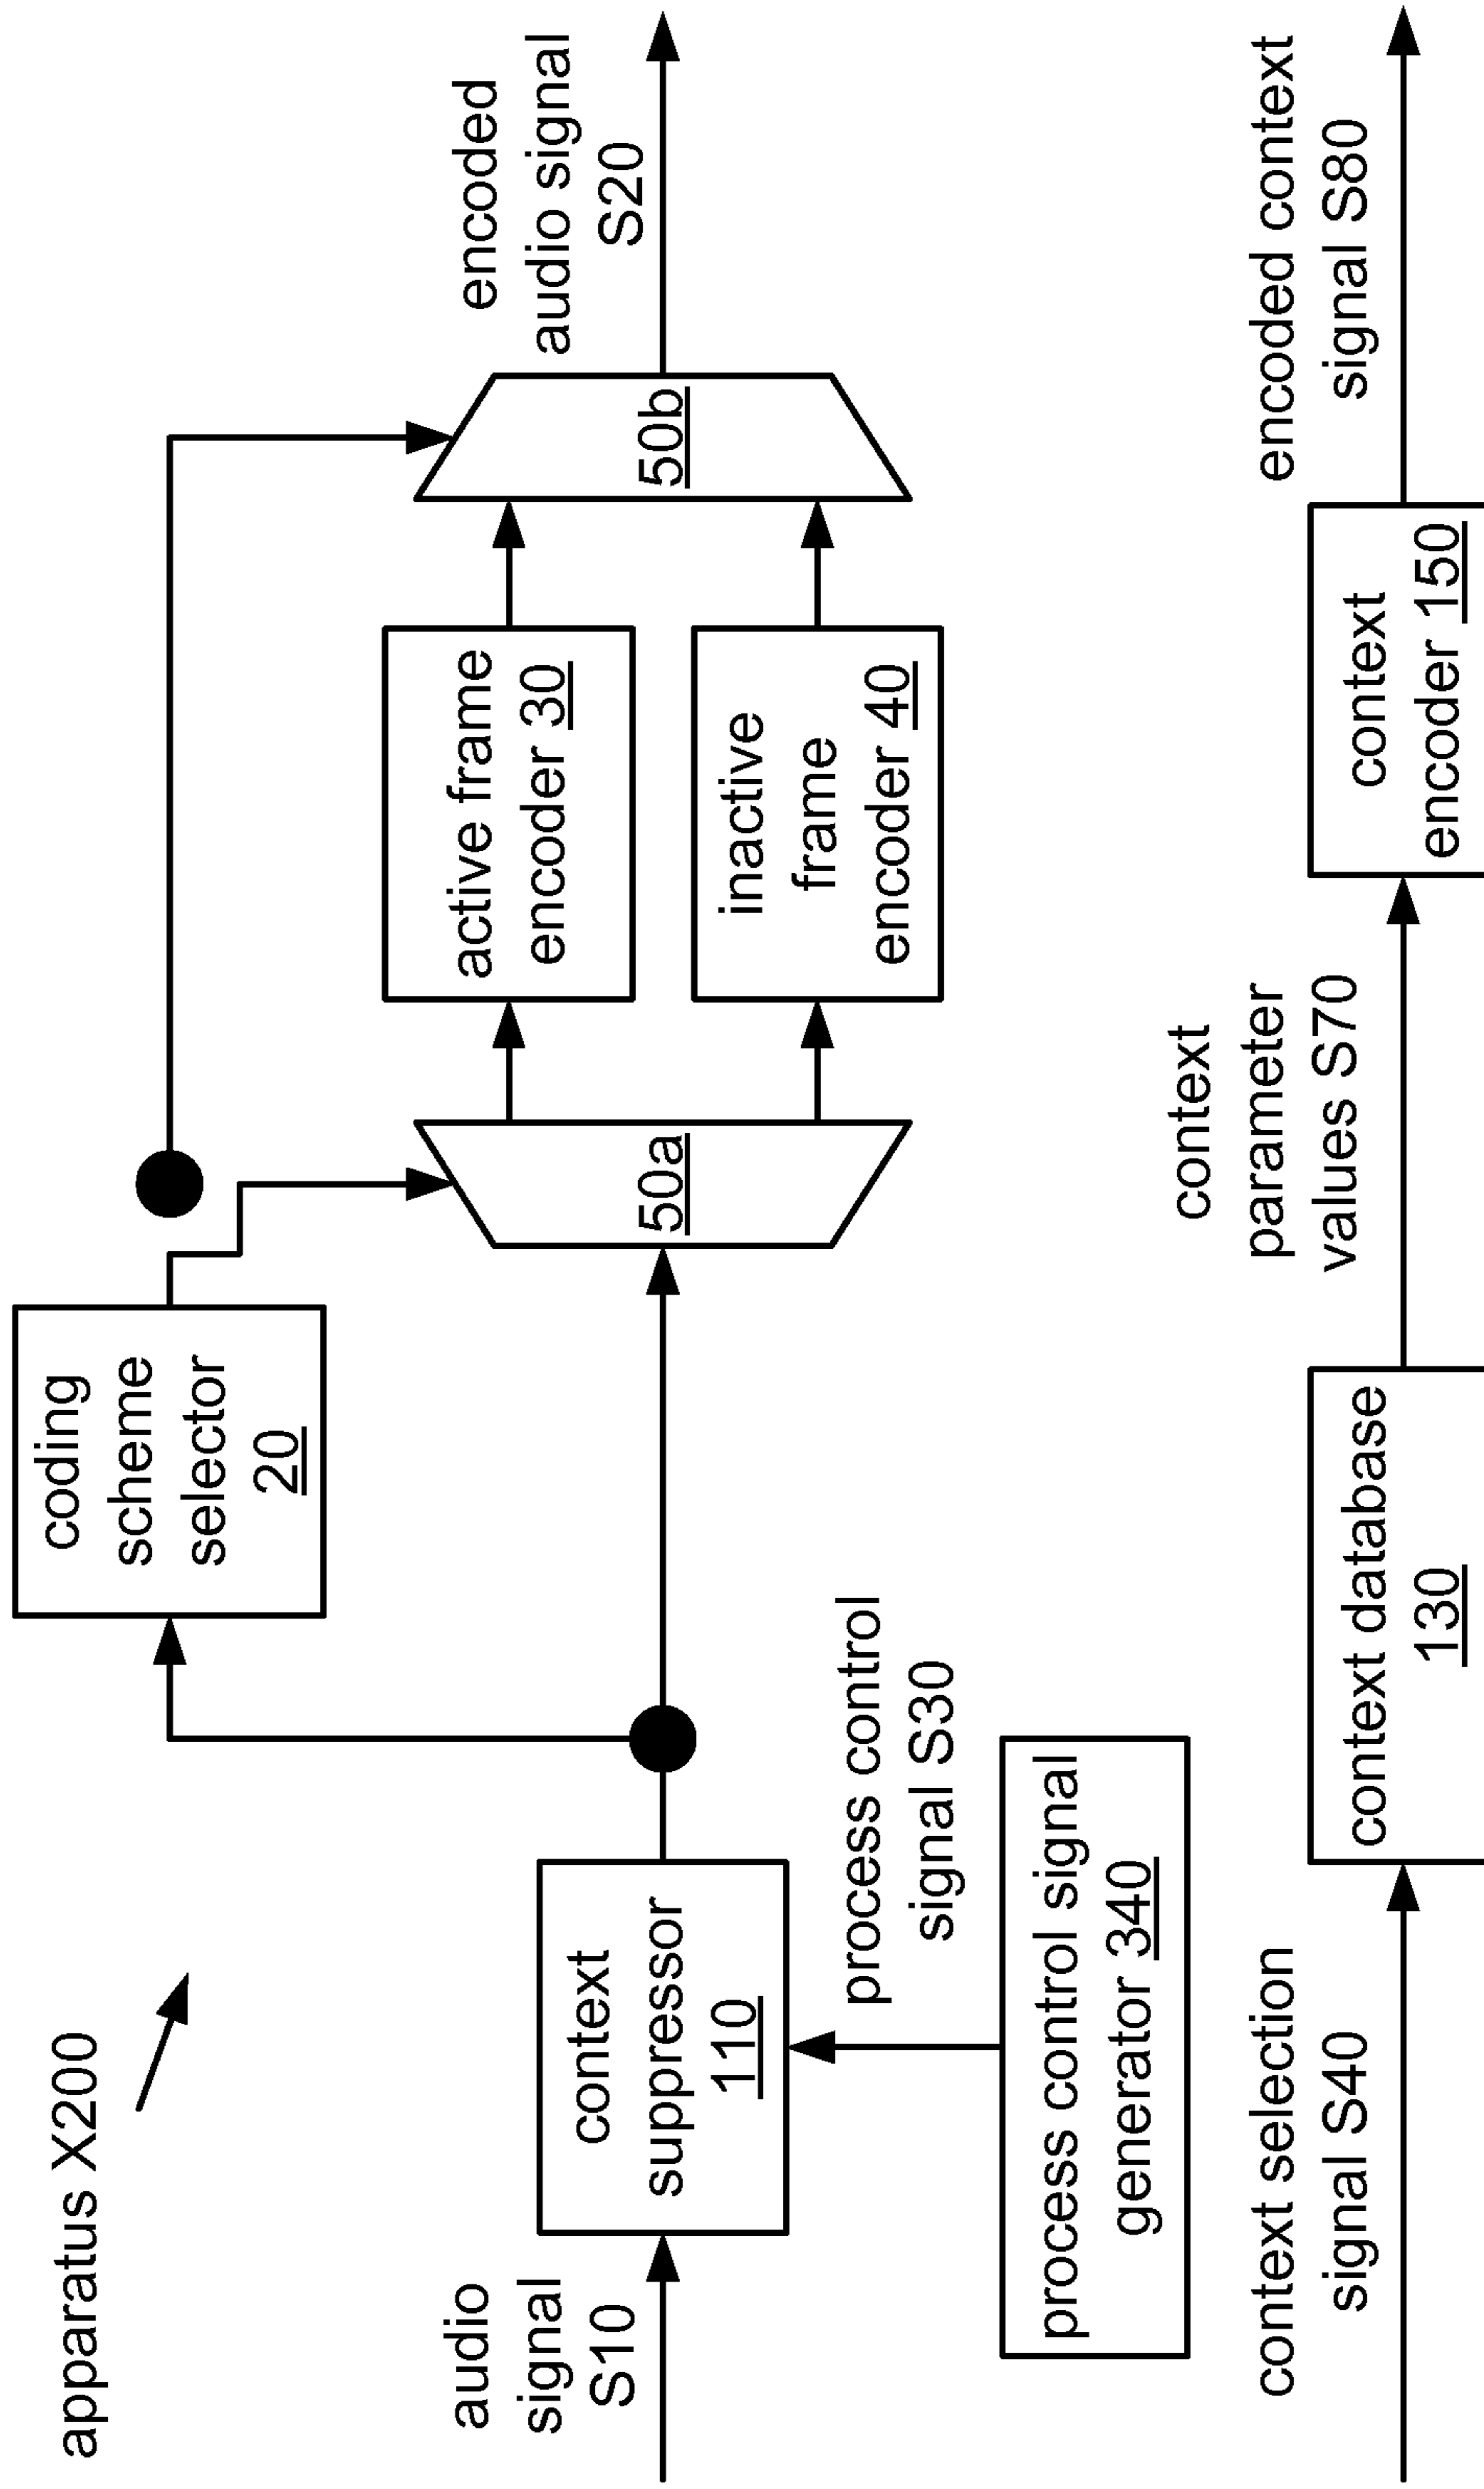 apparatus X200
coding
scheme
selector
20
encoded
audio signal
S20
audio
signal
S10
context
suppressor
110
50a
active frame
encoder 30
inactive
frame
encoder 40
50b
process control
signal S30
process control signal
generator 340
context selection
signal S40
context database
130
context
parameter
values S70
context
encoder 150
encoded context
signal S80